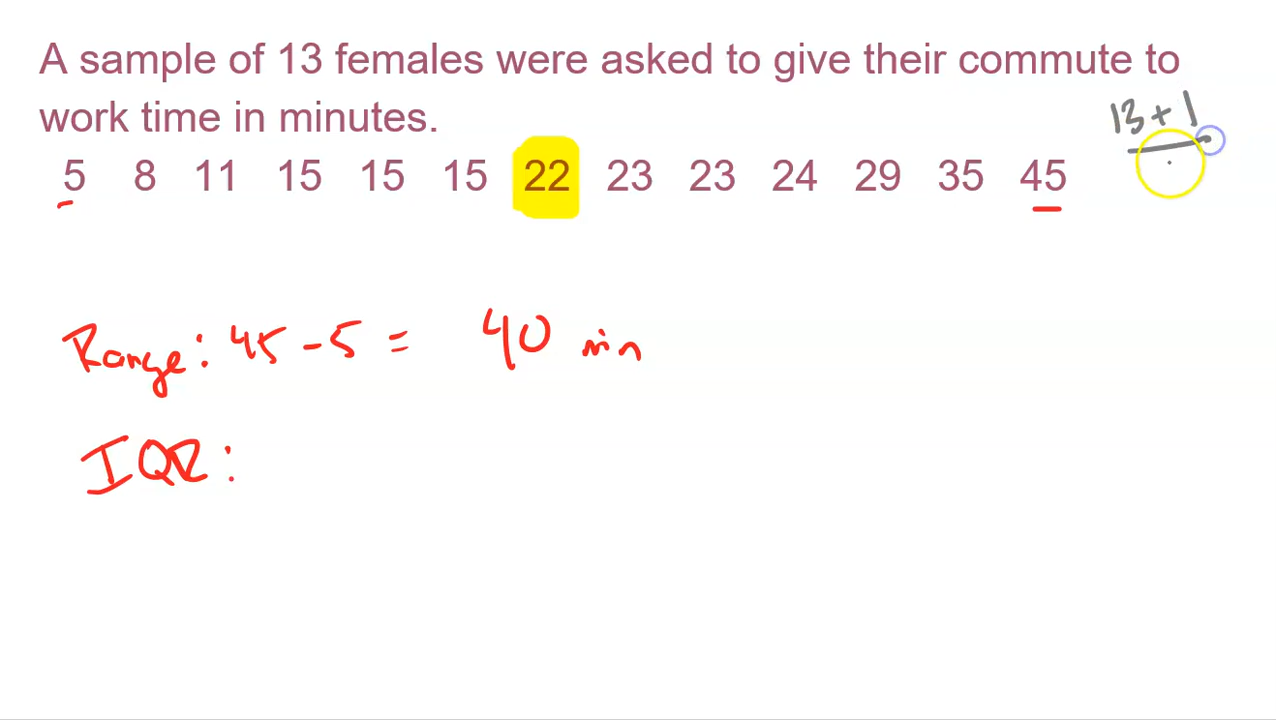 A sample of 13 females were asked to give their commute to
work time in minutes.
13 + 1
5 8 11 15 15 15 22 23 23 24 29 35 45
Range: 45 - 5 = 40 min
IQR: